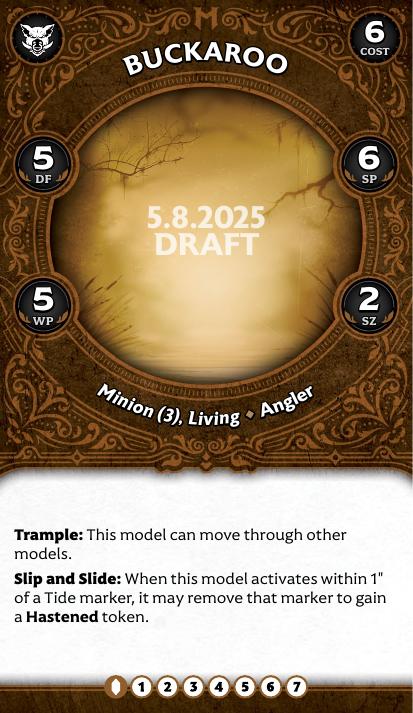 BUCKAROO
6
COST
5
DF
6
SP
5.8.2025
DRAFT
5
WP
2
SZ
Minion (3), Living ♦ Angler
Trample: This model can move through other
models.
Slip and Slide: When this model activates within 1"
of a Tide marker, it may remove that marker to gain
a Hastened token.
1 2 3 4 5 6 7